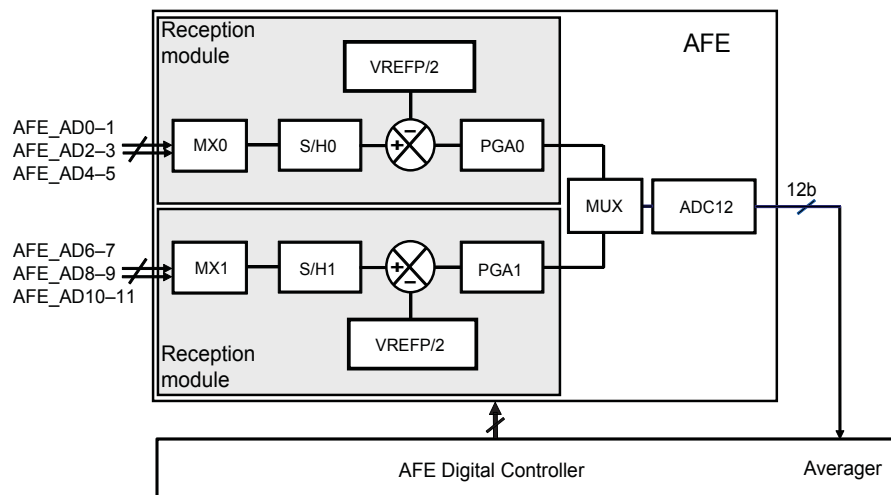 Reception
module
AFE
VREFP/2
AFE_AD0–1
AFE_AD2–3
AFE_AD4–5
MX0
S/H0
−
+
PGA0
12b
MUX
ADC12
AFE_AD6–7
AFE_AD8–9
AFE_AD10–11
MX1
S/H1
+
−
PGA1
VREFP/2
Reception
module
AFE Digital Controller
Averager